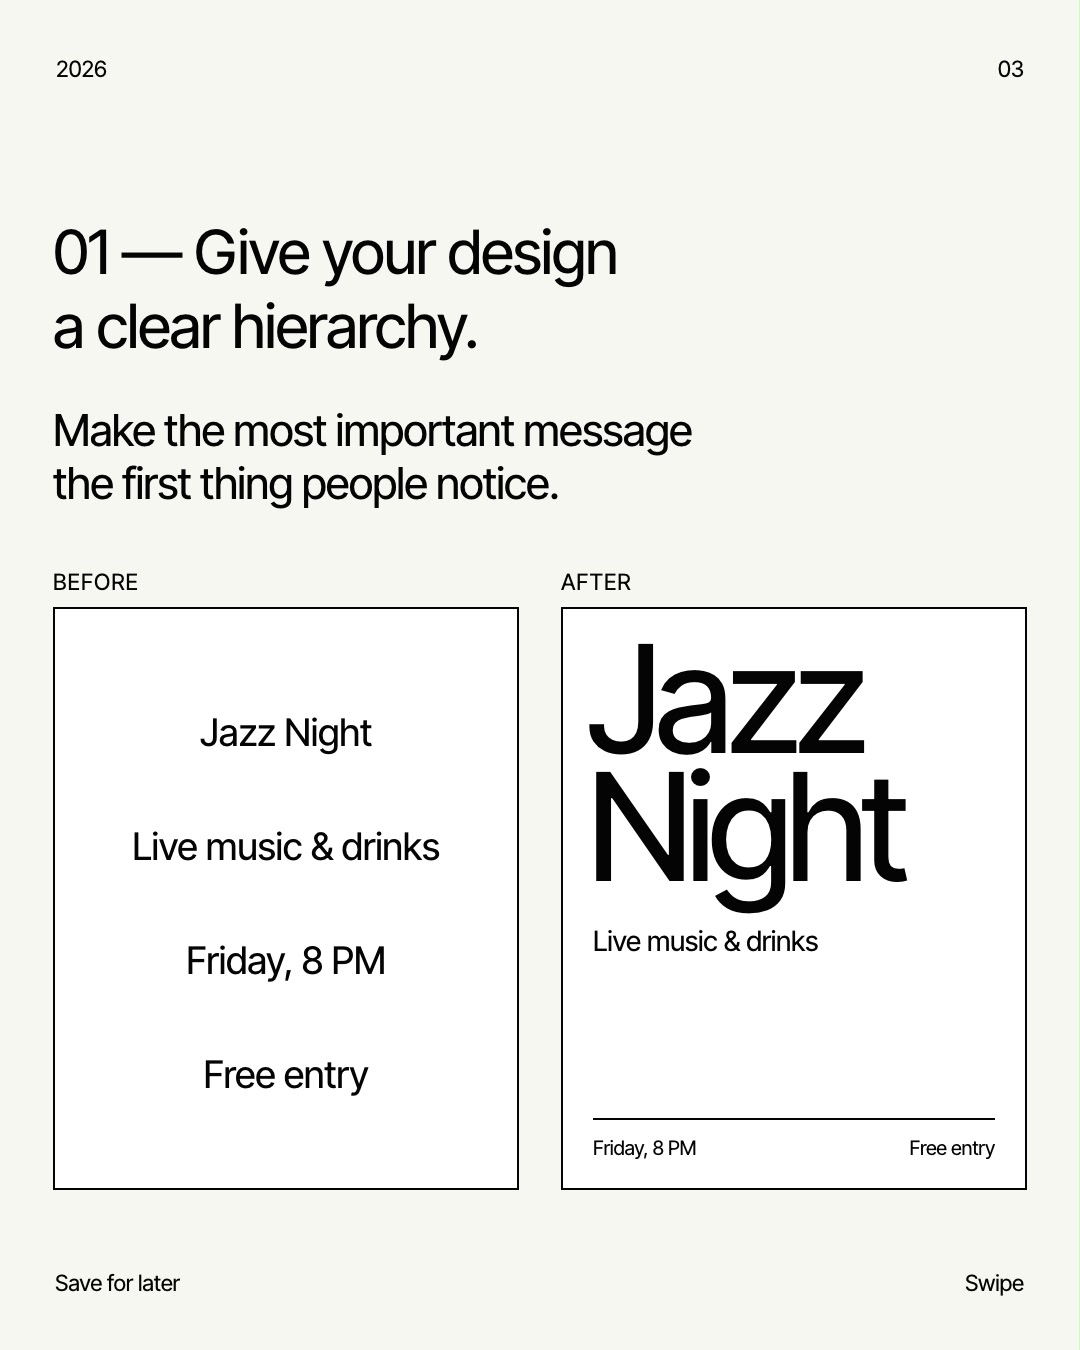 2026
03
01 — Give your design
a clear hierarchy.
Make the most important message
the first thing people notice.
BEFORE
Jazz Night
Live music & drinks
Friday, 8 PM
Free entry
AFTER
Jazz
Night
Live music & drinks
Friday, 8 PM
Free entry
Save for later
Swipe